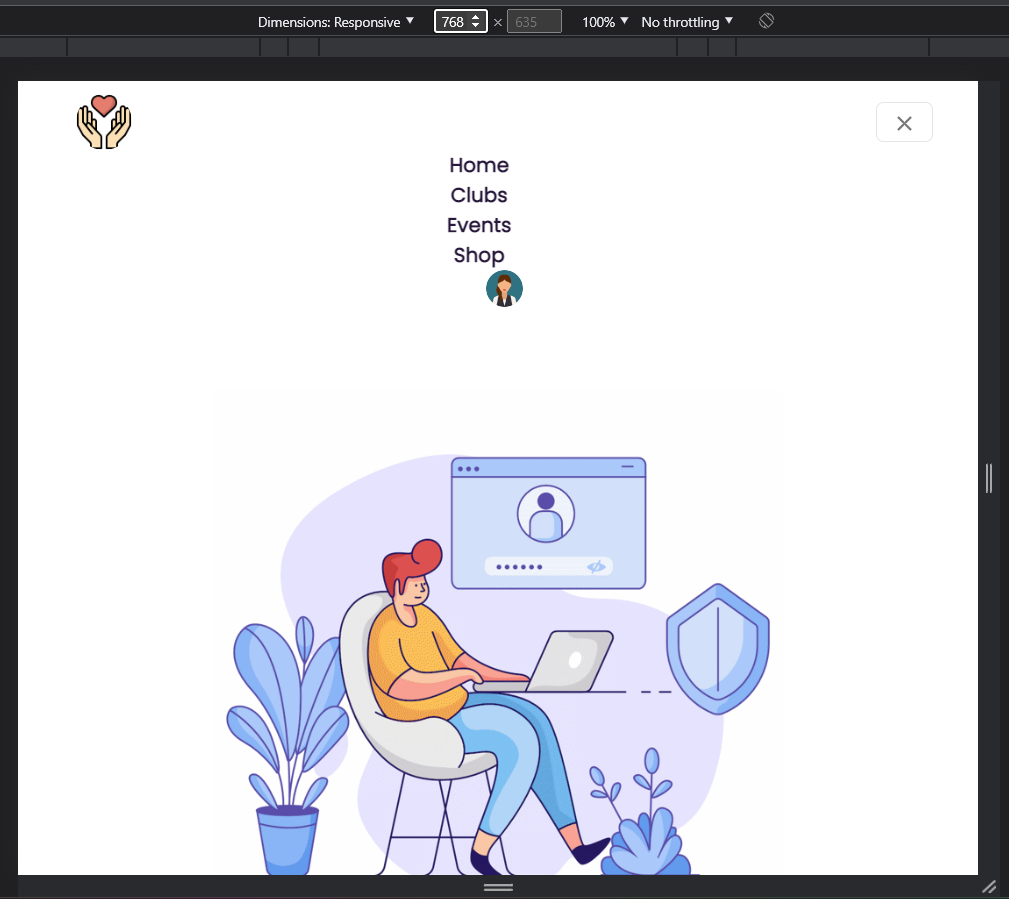 Dimensions: Responsive ▼ 768 × 635 100% ▼ No throttling ▼
Home
Clubs
Events
Shop